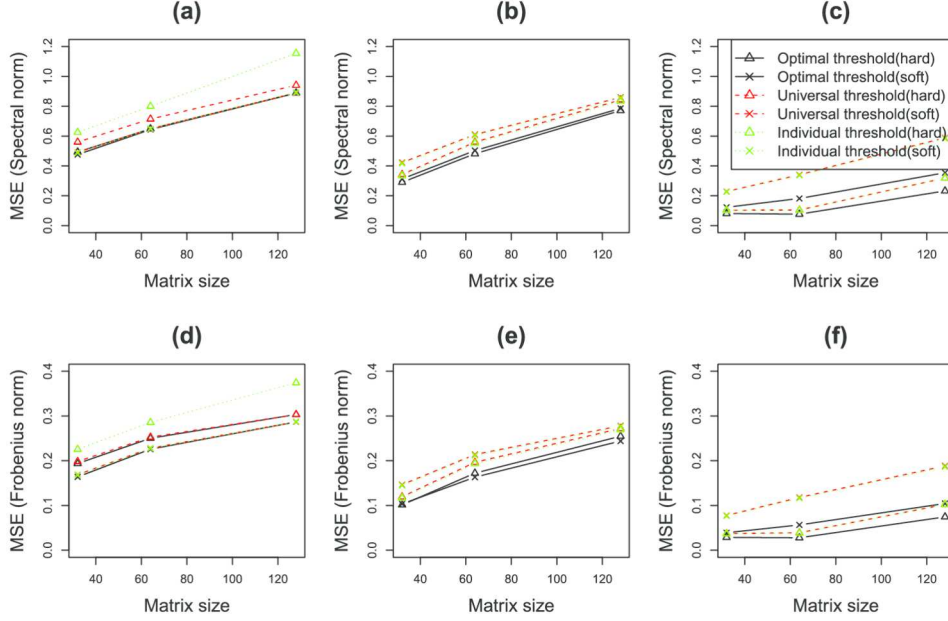 (a)
MSE (Spectral norm)
0.0 0.2 0.4 0.6 0.8 1.0 1.2
40 60 80 100 120
Matrix size
(b)
MSE (Spectral norm)
0.0 0.2 0.4 0.6 0.8 1.0 1.2
40 60 80 100 120
Matrix size
(c)
MSE (Spectral norm)
0.0 0.2 0.4 0.6 0.8 1.0 1.2
Optimal threshold(hard)
Optimal threshold(soft)
Universal threshold(hard)
Universal threshold(soft)
Individual threshold(hard)
Individual threshold(soft)
40 60 80 100 120
Matrix size
(d)
MSE (Frobenius norm)
0.0 0.1 0.2 0.3 0.4
40 60 80 100 120
Matrix size
(e)
MSE (Frobenius norm)
0.0 0.1 0.2 0.3 0.4
40 60 80 100 120
Matrix size
(f)
MSE (Frobenius norm)
0.0 0.1 0.2 0.3 0.4
40 60 80 100 120
Matrix size